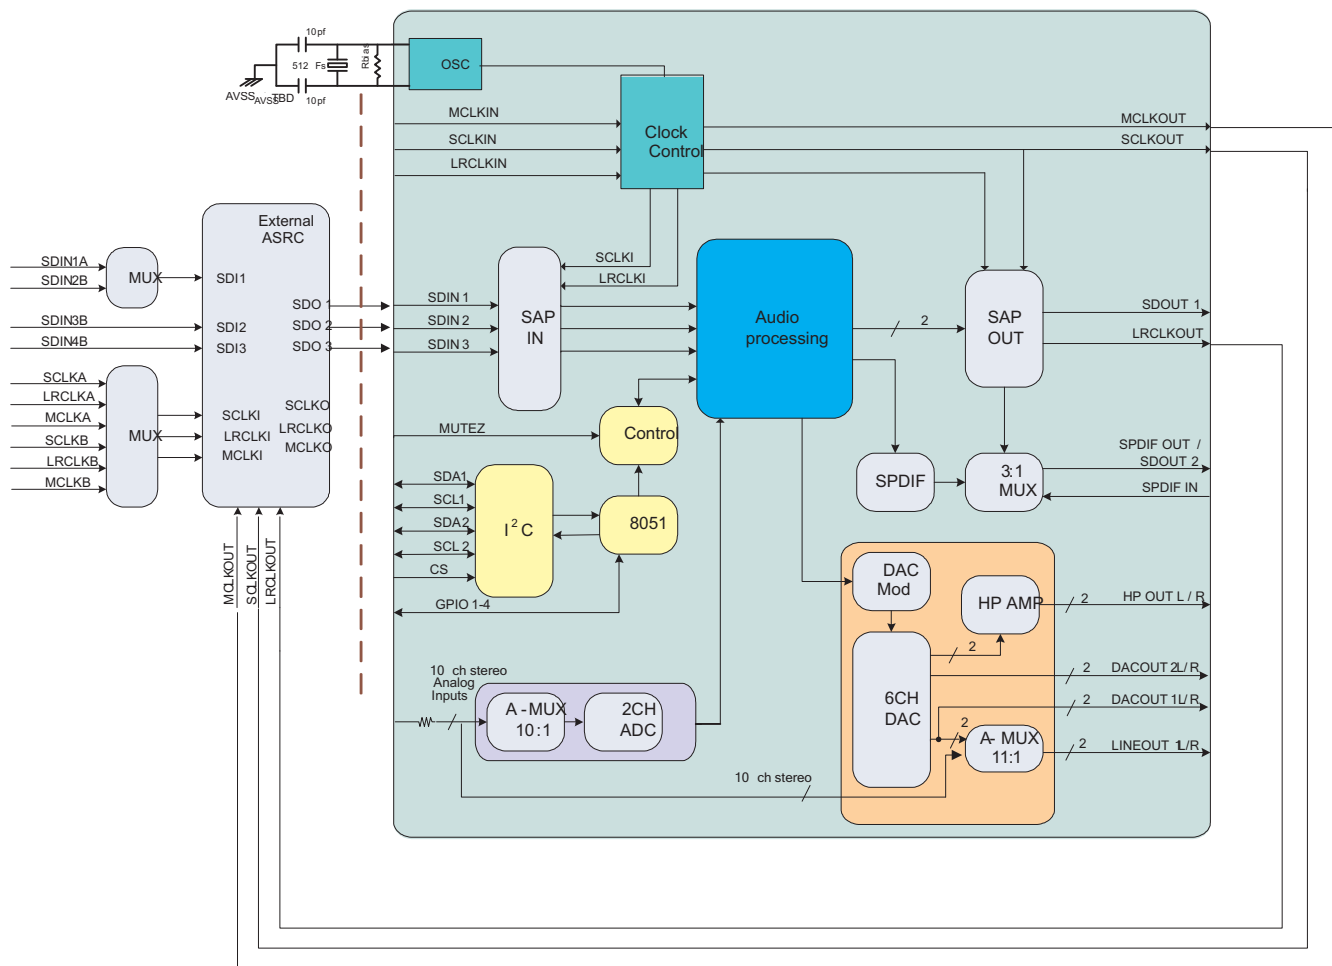 10pf
512 Fs
Rbias
AVSS
AVSS
TBD
10pf
OSC
MCLKIN
SCLKIN
LRCLKIN
Clock
Control
MCLKOUT
SCLKOUT
External
ASRC
SDIN1A
SDIN2B
MUX
SDI1
SDIN3B
SDIN4B
SDI2
SDI3
SDO 1
SDO 2
SDO 3
SCLKA
LRCLKA
MCLKA
SCLKB
LRCLKB
MCLKB
MUX
SCLKI
LRCLKI
MCLKI
SCLKO
LRCLKO
MCLKO
MCLKOUT
SCLKOUT
LRCLKOUT
SDIN 1
SDIN 2
SDIN 3
SAP
IN
SCLKI
LRCLKI
Audio
processing
2
SAP
OUT
SDOUT 1
LRCLKOUT
MUTEZ
Control
SDA1
SCL1
SDA2
SCL 2
CS
GPIO 1-4
I2C
8051
SPDIF
3:1
MUX
SPDIF OUT /
SDOUT 2
SPDIF IN
DAC
Mod
HP AMP
2
HP OUT L / R
6CH
DAC
2
2
DACOUT 2L/ R
2
DACOUT 1L/ R
2
A- MUX
11:1
2
LINEOUT 1L/R
10 ch stereo
Analog
Inputs
A -MUX
10:1
2CH
ADC
10 ch stereo